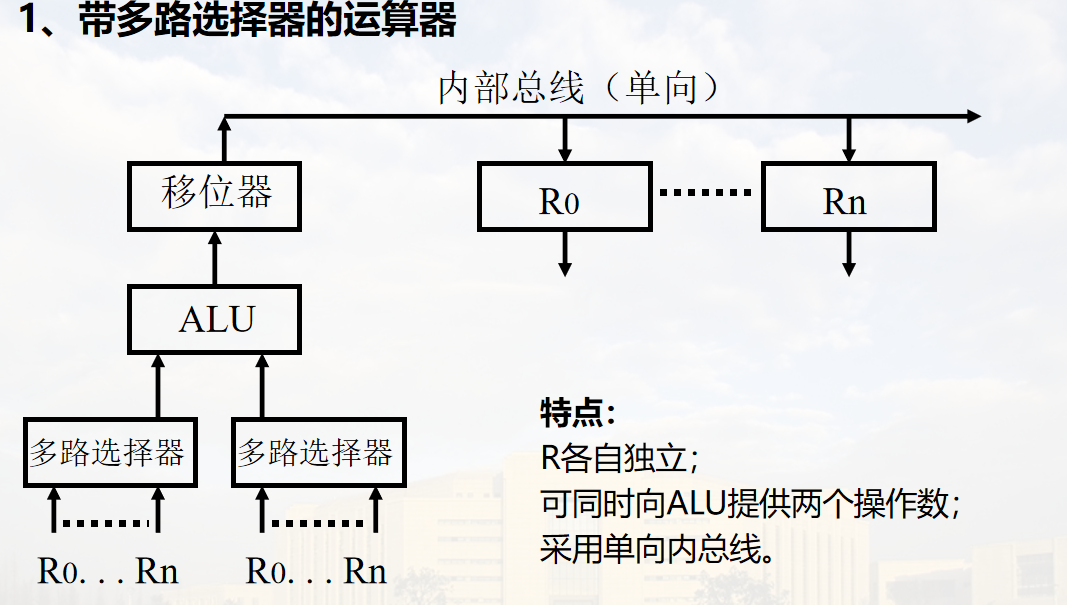 1、带多路选择器的运算器
内部总线（单向）
移位器
R0
Rn
ALU
多路选择器
多路选择器
R0. . . Rn
R0. . . Rn
特点：
R各自独立；
可同时向ALU提供两个操作数；
采用单向内总线。